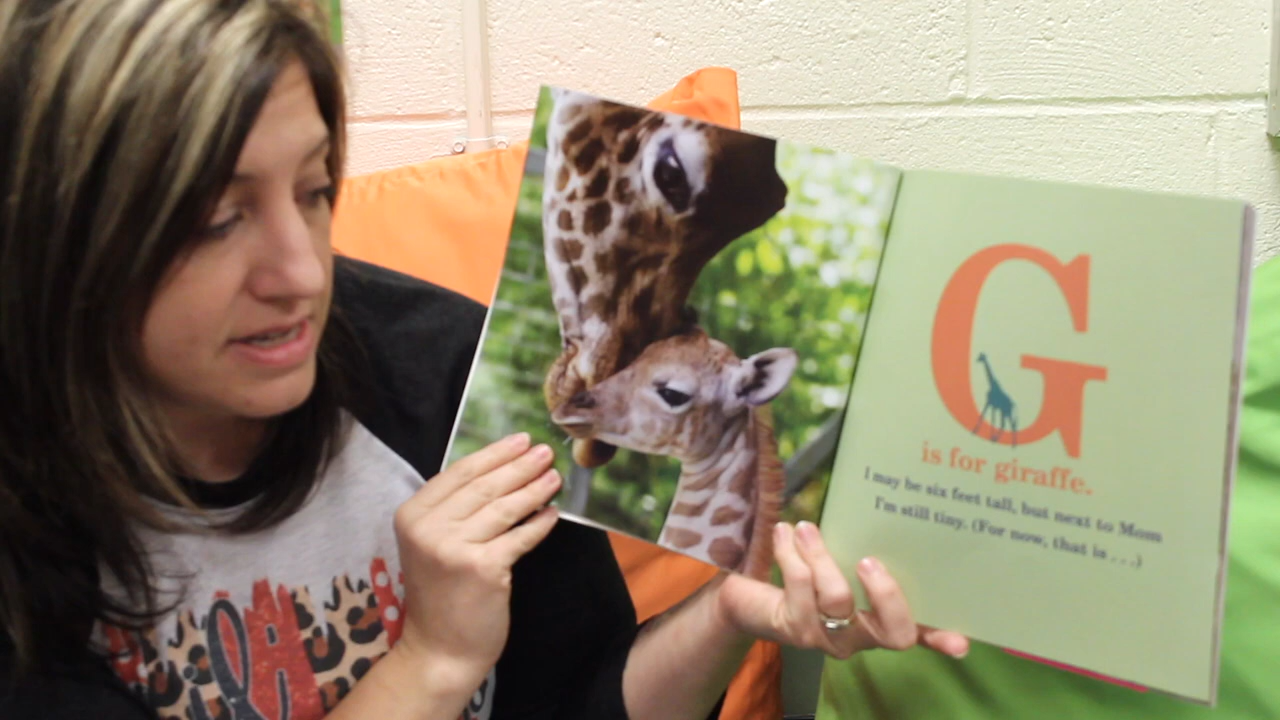 G
is for giraffe.
I may be six feet tall, but next to Mom
I'm still tiny. (For now, that is . . .)